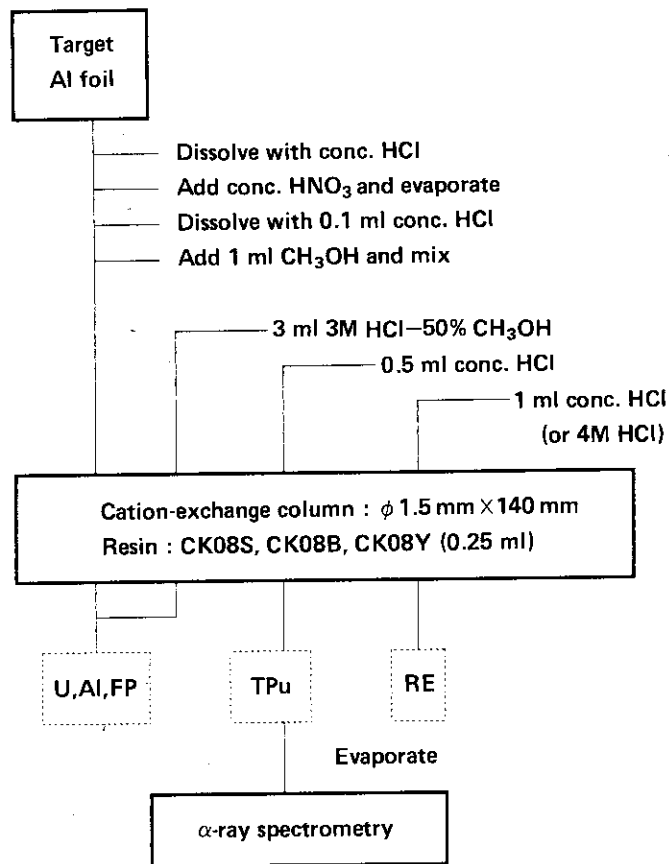 Target
Al foil
Dissolve with conc. HCl
Add conc. HNO₃ and evaporate
Dissolve with 0.1 ml conc. HCl
Add 1 ml CH₃OH and mix
3 ml 3M HCl–50% CH₃OH
0.5 ml conc. HCl
1 ml conc. HCl
(or 4M HCl)
Cation-exchange column : φ 1.5 mm × 140 mm
Resin : CK08S, CK08B, CK08Y (0.25 ml)
U,Al,FP
TPu
RE
Evaporate
α-ray spectrometry